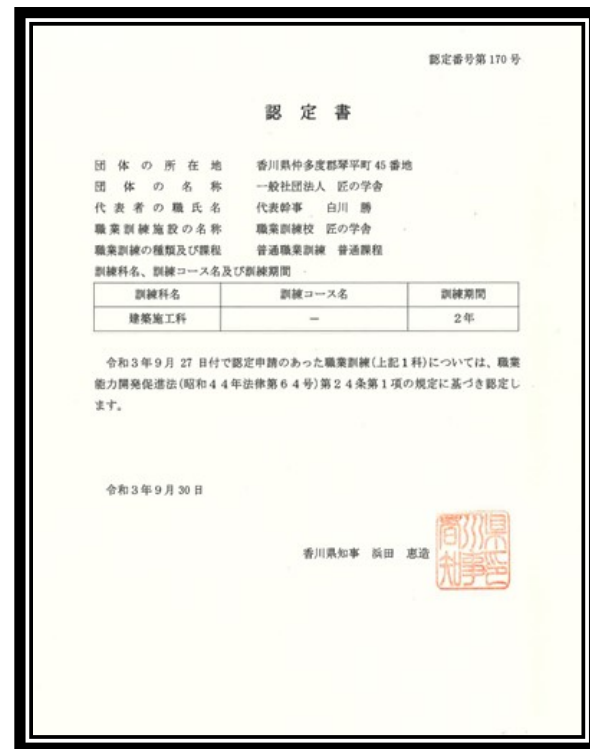 認定番号第 170 号
認 定 書
団体の所在地 香川県仲多度郡琴平町 45 番地
団体の名称 一般社団法人 匠の学舎
代表者の職氏名 代表幹事 白川 勝
職業訓練施設の名称 職業訓練校 匠の学舎
職業訓練の種類及び課程 普通職業訓練 普通課程
訓練科名、訓練コース名及び訓練期間
訓練科名 訓練コース名 訓練期間
建築施工科 － 2年
令和3年9月 27 日付で認定申請のあった職業訓練(上記1科)については、職業
能力開発促進法(昭和44年法律第64号)第24条第1項の規定に基づき認定し
ます。
令和3年9月30日
香川県知事 浜田 恵造